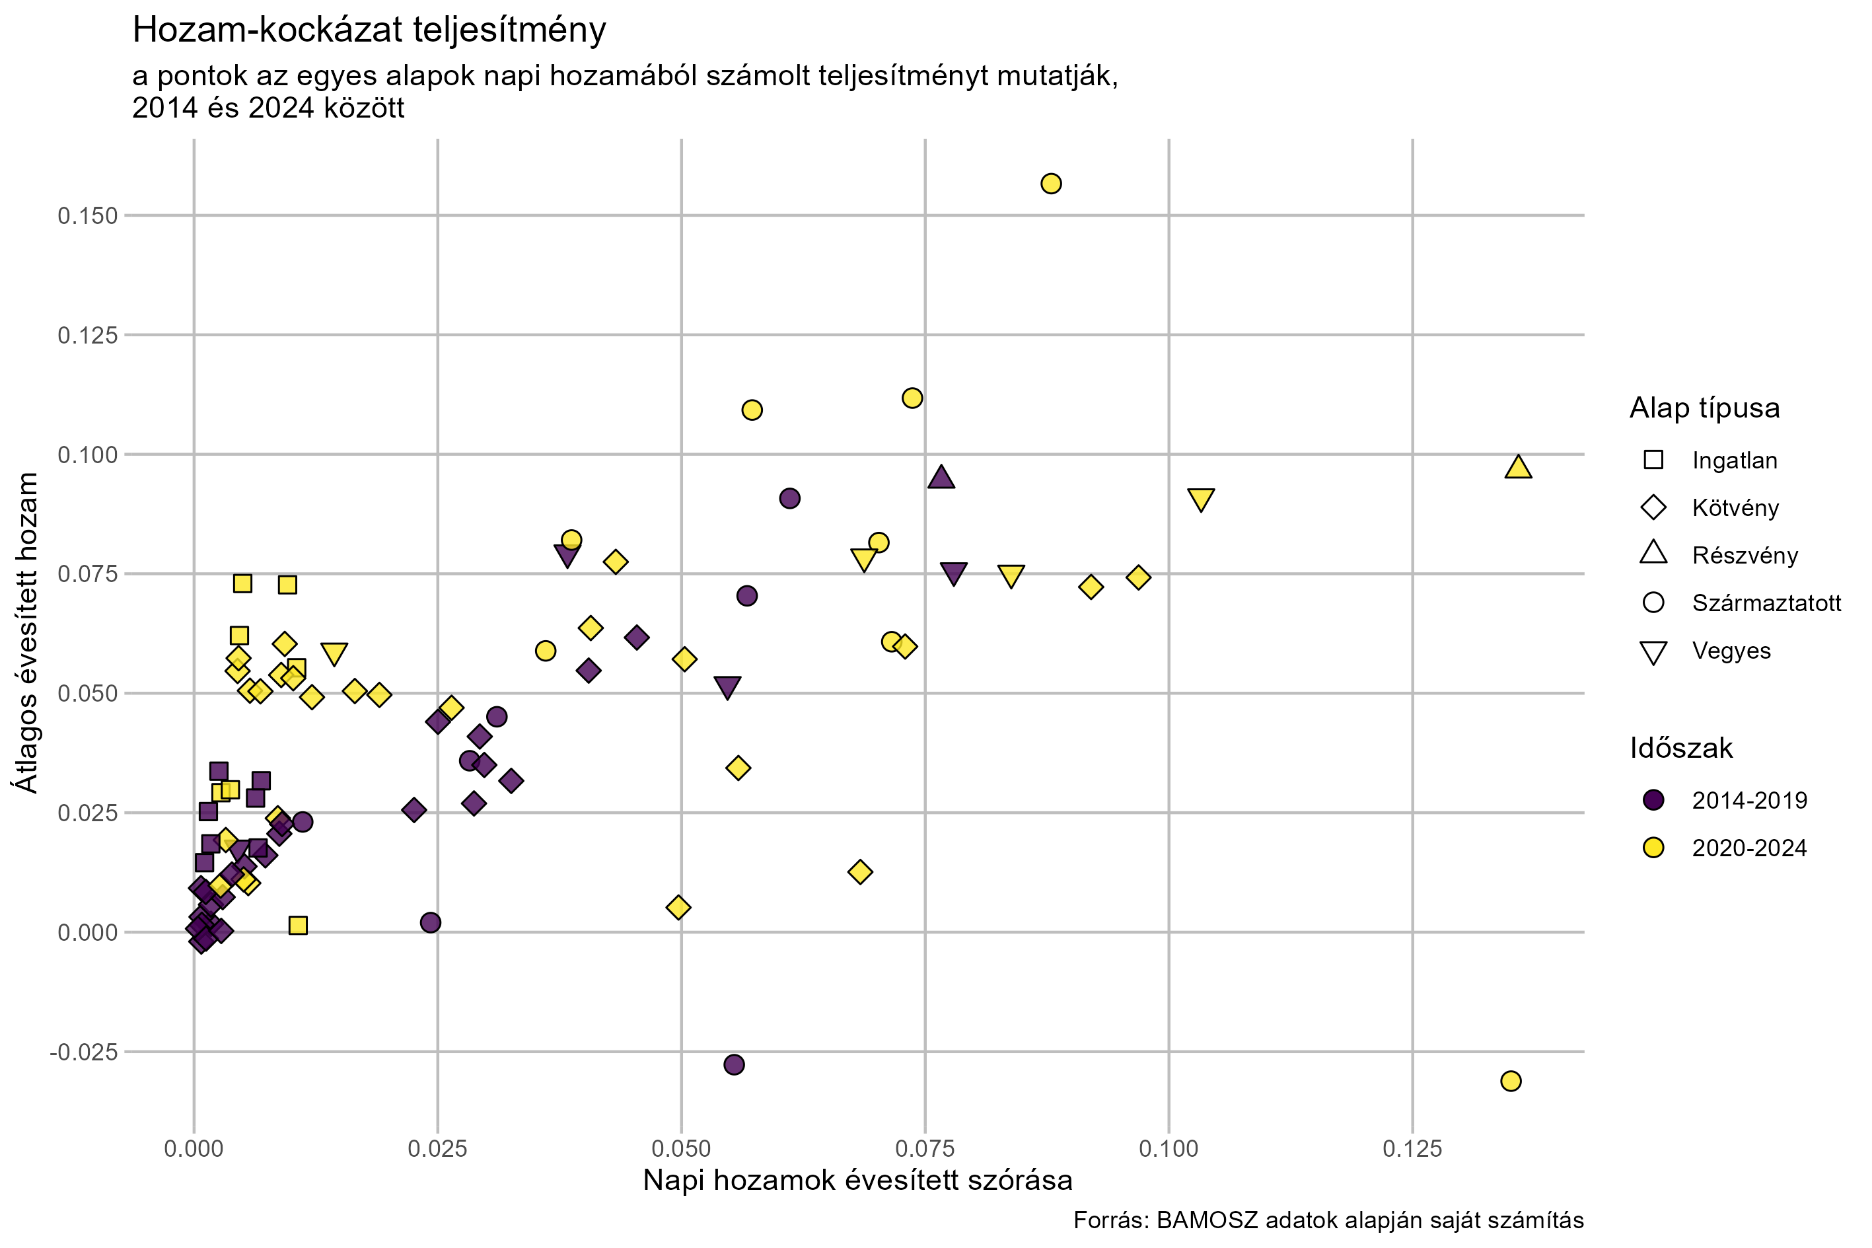 Hozam-kockázat teljesítmény
a pontok az egyes alapok napi hozamából számolt teljesítményt mutatják,
2014 és 2024 között
Átlagos évesített hozam
0.150
0.125
0.100
0.075
0.050
0.025
0.000
-0.025
0.000 0.025 0.050 0.075 0.100 0.125
Napi hozamok évesített szórása
Alap típusa
Ingatlan
Kötvény
Részvény
Származtatott
Vegyes
Időszak
2014-2019
2020-2024
Forrás: BAMOSZ adatok alapján saját számítás